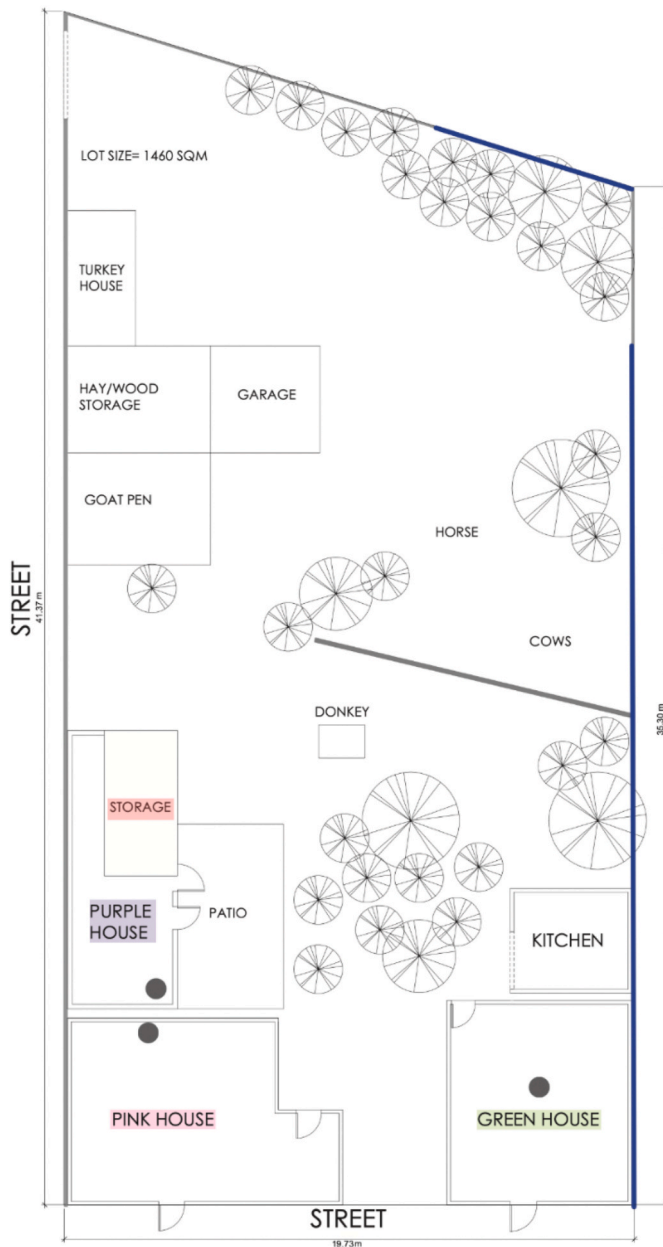 LOT SIZE= 1460 SQM
TURKEY
HOUSE
HAY/WOOD
STORAGE
GARAGE
GOAT PEN
HORSE
STREET
41.37 m
COWS
35.30 m
DONKEY
STORAGE
PURPLE
HOUSE
PATIO
KITCHEN
PINK HOUSE
GREEN HOUSE
STREET
19.73m